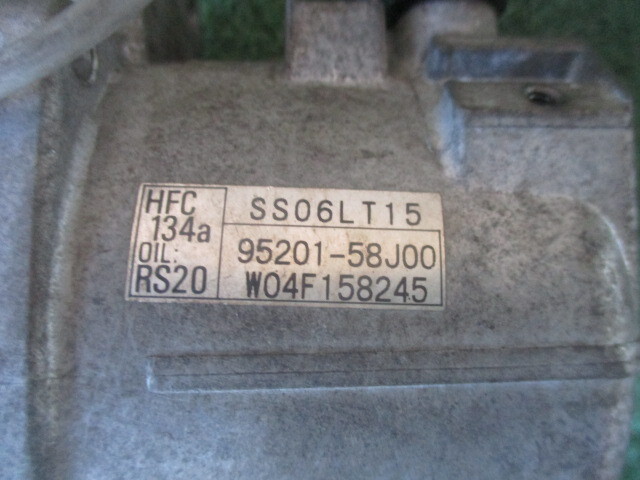 HFC
134a
OIL:
RS20
SS06LT15
95201-58J00
W04F158245